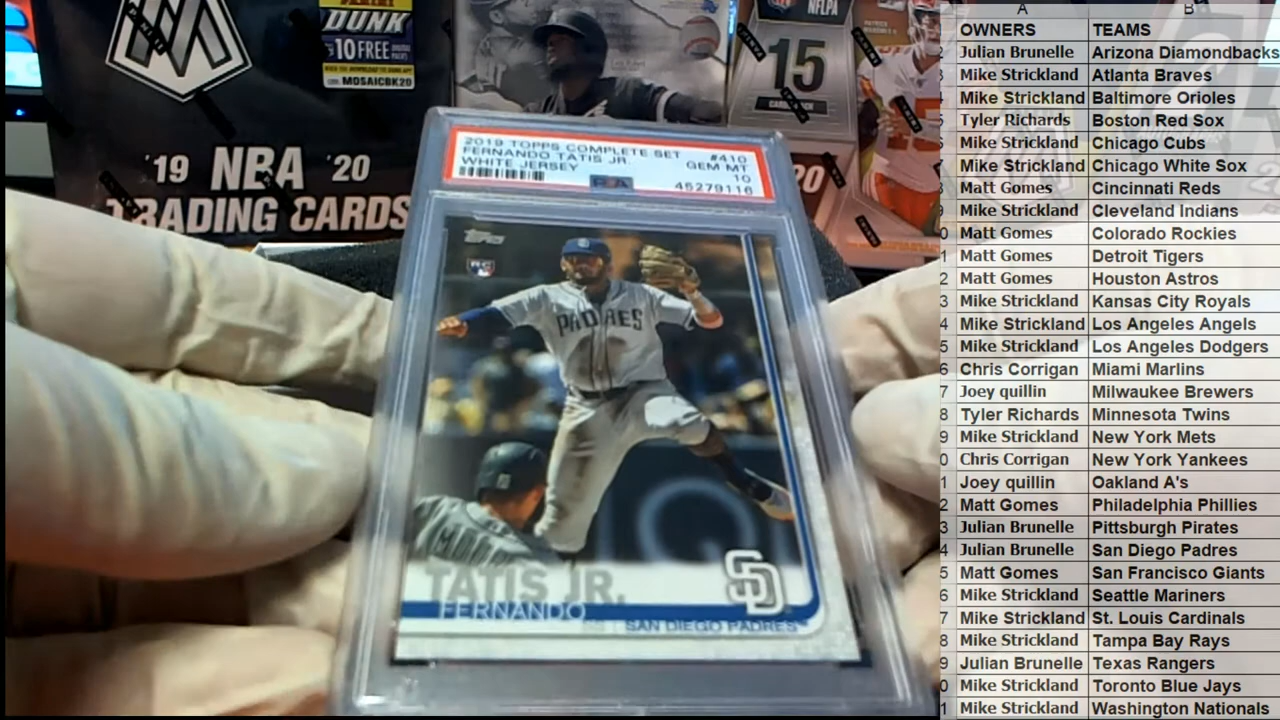 PANINI
DUNK
10 FREE
MOSAICBK20
NFLPA
15
'19 NBA '20
TRADING CARDS
20
2019 TOPPS COMPLETE SET #410
FERNANDO TATIS JR. GEM MT
WHITE JERSEY 10
PSA 45279116
Topps
RC
PADRES
TATIS JR.
FERNANDO
SD
SAN DIEGO PADRES
A B
OWNERS TEAMS
Julian Brunelle Arizona Diamondbacks
Mike Strickland Atlanta Braves
Mike Strickland Baltimore Orioles
Tyler Richards Boston Red Sox
Mike Strickland Chicago Cubs
Mike Strickland Chicago White Sox
Matt Gomes Cincinnati Reds
Mike Strickland Cleveland Indians
Matt Gomes Colorado Rockies
Matt Gomes Detroit Tigers
Matt Gomes Houston Astros
Mike Strickland Kansas City Royals
Mike Strickland Los Angeles Angels
Mike Strickland Los Angeles Dodgers
Chris Corrigan Miami Marlins
Joey quillin Milwaukee Brewers
Tyler Richards Minnesota Twins
Mike Strickland New York Mets
Chris Corrigan New York Yankees
Joey quillin Oakland A's
Matt Gomes Philadelphia Phillies
Julian Brunelle Pittsburgh Pirates
Julian Brunelle San Diego Padres
Matt Gomes San Francisco Giants
Mike Strickland Seattle Mariners
Mike Strickland St. Louis Cardinals
Mike Strickland Tampa Bay Rays
Julian Brunelle Texas Rangers
Mike Strickland Toronto Blue Jays
Mike Strickland Washington Nationals